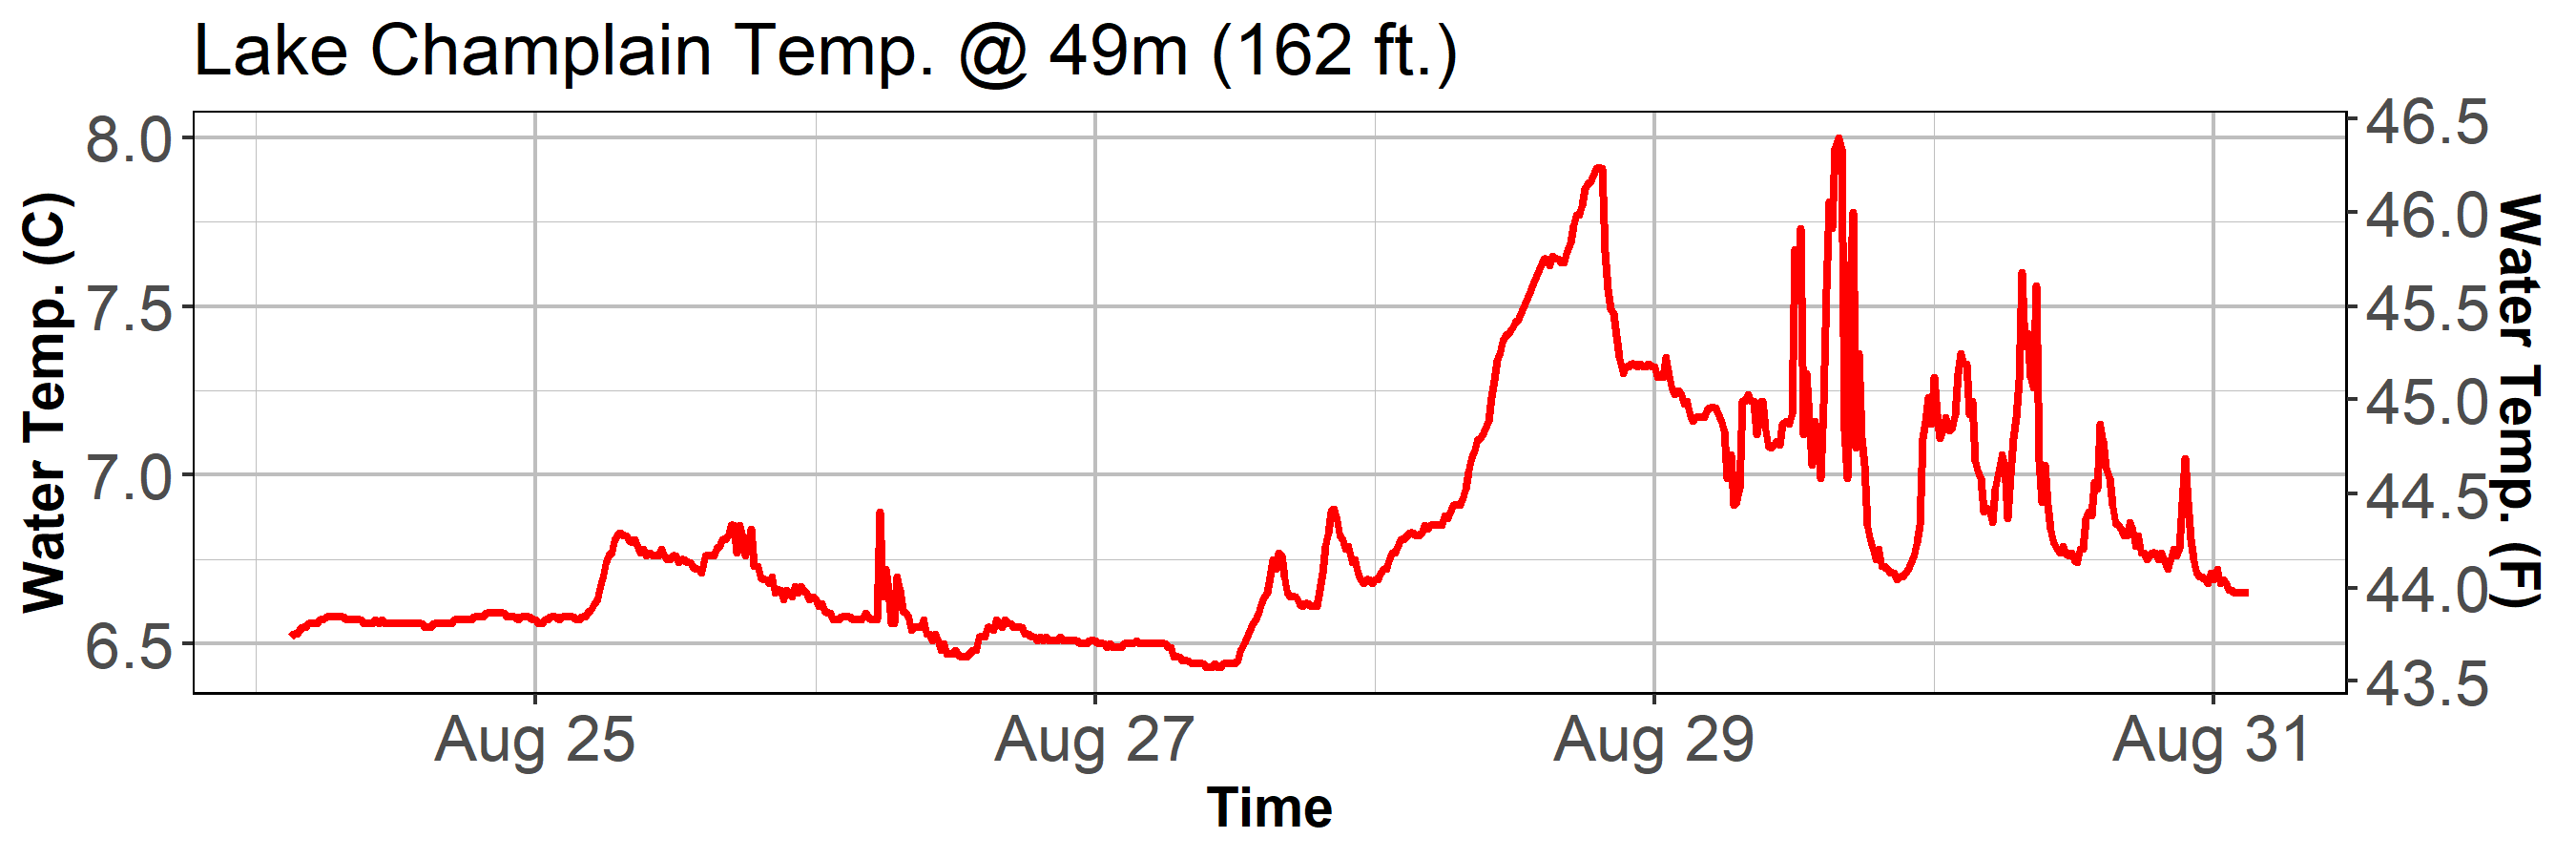 Lake Champlain Temp. @ 49m (162 ft.)
Water Temp. (C)
8.0
7.5
7.0
6.5
46.5
46.0
45.5
45.0
44.5
44.0
43.5
Water Temp. (F)
Aug 25
Aug 27
Aug 29
Aug 31
Time